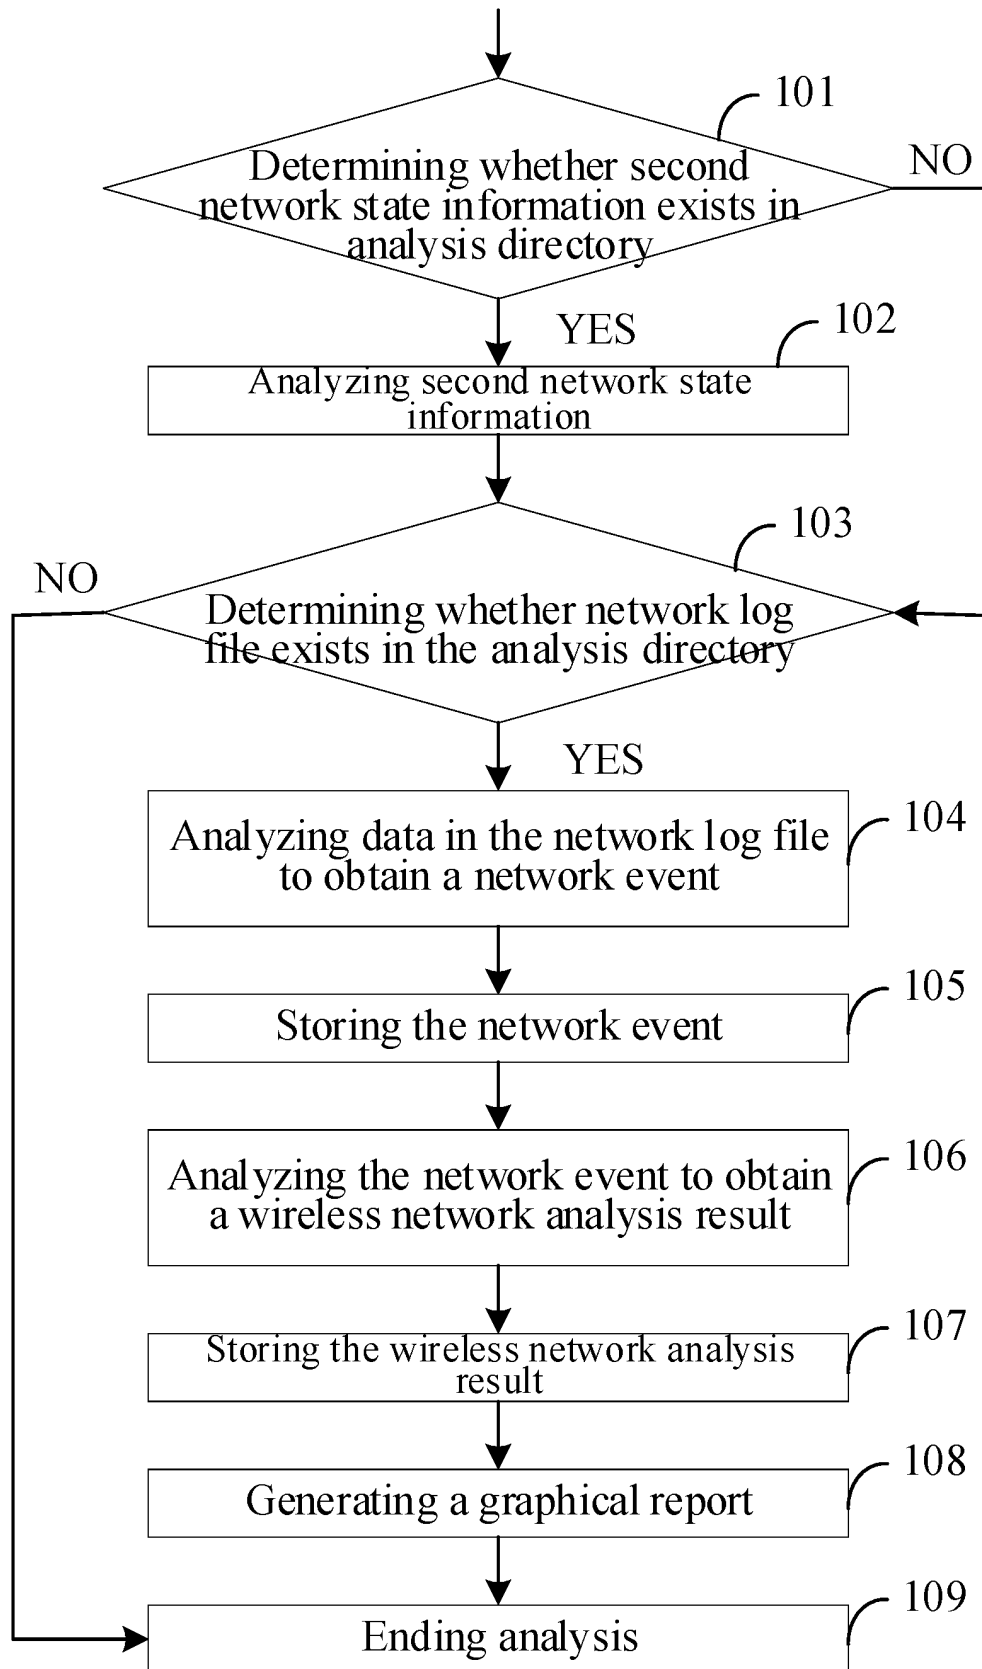 101
Determining whether second
network state information exists in
analysis directory
NO
YES
102
Analyzing second network state
information
103
NO
Determining whether network log
file exists in the analysis directory
YES
104
Analyzing data in the network log file
to obtain a network event
105
Storing the network event
106
Analyzing the network event to obtain
a wireless network analysis result
107
Storing the wireless network analysis
result
108
Generating a graphical report
109
Ending analysis